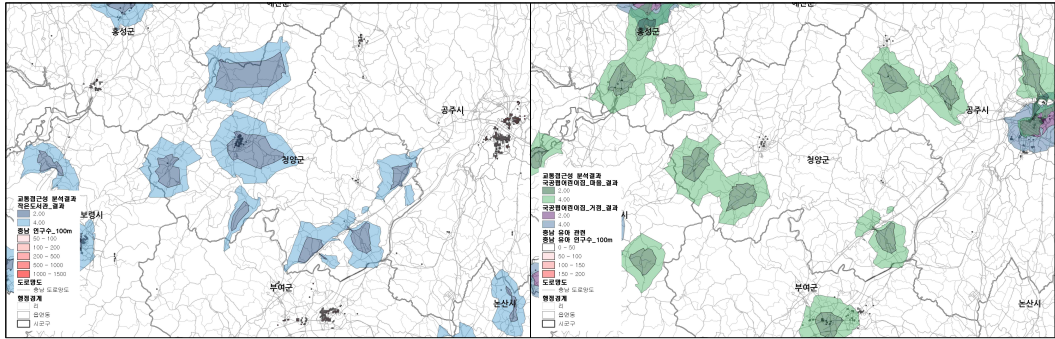 홍성군
공주시
청양군
보령시
부여군
논산시
교통접근성 분석결과
작은도서관_결과
2.00
4.00
충남 인구수_100m
50 - 100
100 - 200
200 - 500
500 - 1000
1000 - 1500
도로망도
충남 도로망도
행정경계
리
읍면동
시군구
홍성군
공주시
청양군
시
부여군
논산시
교통접근성 분석결과
국공립어린이집_마을_결과
2.00
4.00
국공립어린이집_거점_결과
2.00
4.00
충남 유아 관련
충남 유아 인구수_100m
0 - 50
50 - 100
100 - 150
150 - 200
도로망도
충남 도로망도
행정경계
리
읍면동
시군구